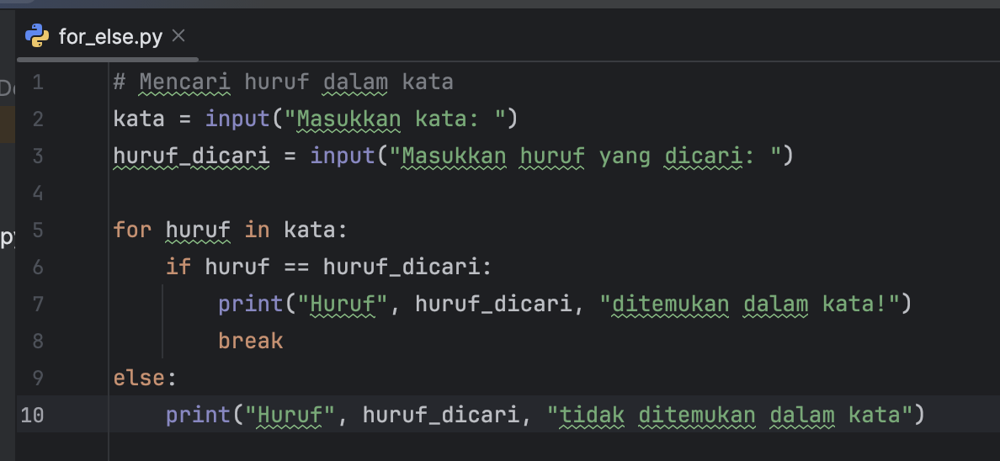 for_else.py
1 # Mencari huruf dalam kata
2 kata = input("Masukkan kata: ")
3 huruf_dicari = input("Masukkan huruf yang dicari: ")
4
5 for huruf in kata:
6     if huruf == huruf_dicari:
7         print("Huruf", huruf_dicari, "ditemukan dalam kata!")
8         break
9 else:
10     print("Huruf", huruf_dicari, "tidak ditemukan dalam kata")